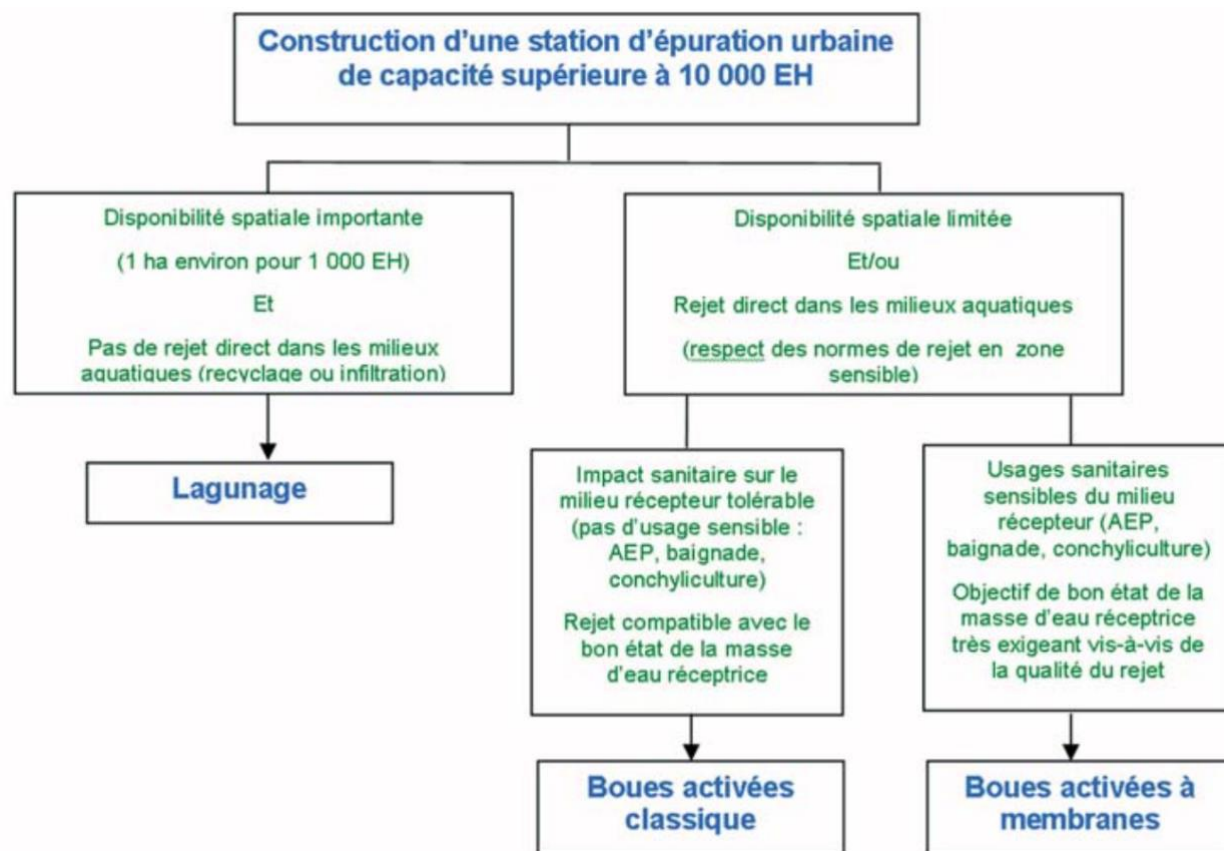 Construction d'une station d'épuration urbaine
de capacité supérieure à 10 000 EH
Disponibilité spatiale importante
(1 ha environ pour 1 000 EH)
Et
Pas de rejet direct dans les milieux
aquatiques (recyclage ou infiltration)
Lagunage
Disponibilité spatiale limitée
Et/ou
Rejet direct dans les milieux aquatiques
(respect des normes de rejet en zone
sensible)
Impact sanitaire sur le
milieu récepteur tolérable
(pas d'usage sensible :
AEP, baignade,
conchyliculture)
Rejet compatible avec le
bon état de la masse
d'eau réceptrice
Boues activées
classique
Usages sanitaires
sensibles du milieu
récepteur (AEP,
baignade, conchyliculture)
Objectif de bon état de la
masse d'eau réceptrice
très exigeant vis-à-vis de
la qualité du rejet
Boues activées à
membranes